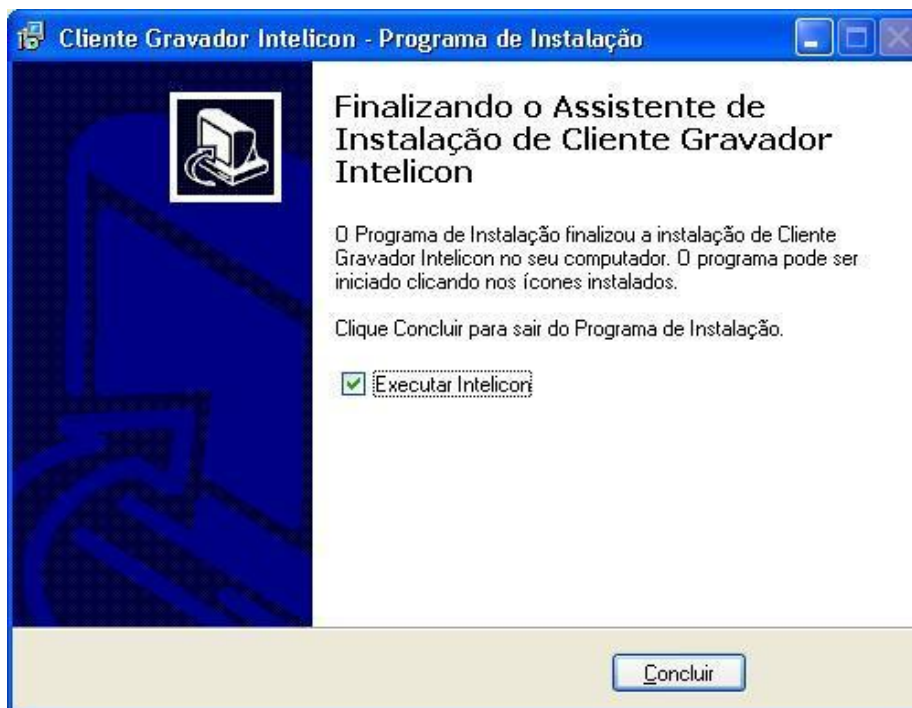 Cliente Gravador Intelicon - Programa de Instalação
Finalizando o Assistente de
Instalação de Cliente Gravador
Intelicon
O Programa de Instalação finalizou a instalação de Cliente
Gravador Intelicon no seu computador. O programa pode ser
iniciado clicando nos ícones instalados.
Clique Concluir para sair do Programa de Instalação.
Executar Intelicon
Concluir